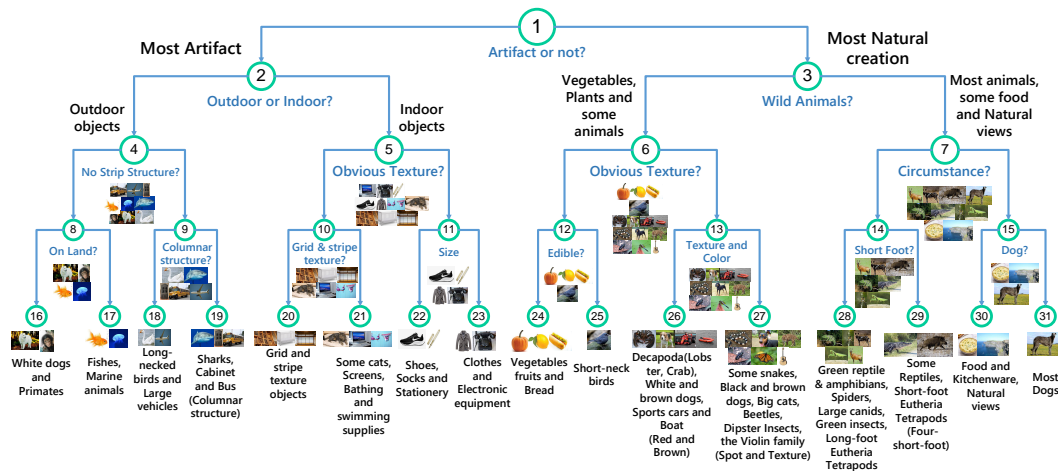 1
Artifact or not?
Most Artifact
Most Natural
creation
2
Outdoor or Indoor?
3
Wild Animals?
Outdoor
objects
Indoor
objects
Vegetables,
Plants and
some
animals
Most animals,
some food
and Natural
views
4
No Strip Structure?
5
Obvious Texture?
6
Obvious Texture?
7
Circumstance?
8
On Land?
9
Columnar
structure?
10
Grid & stripe
texture?
11
Size
12
Edible?
13
Texture and
Color
14
Short Foot?
15
Dog?
16
White dogs
and
Primates
17
Fishes,
Marine
animals
18
Long-
necked
birds and
Large
vehicles
19
Sharks,
Cabinet
and Bus
(Columnar
structure)
20
Grid and
stripe
texture
objects
21
Some cats,
Screens,
Bathing
and
swimming
supplies
22
Shoes,
Socks and
Stationery
23
Clothes
and
Electronic
equipment
24
Vegetables
fruits and
Bread
25
Short-neck
birds
26
Decapoda(Lobs
ter, Crab),
White and
brown dogs,
Sports cars and
Boat
(Red and
Brown)
27
Some snakes,
Black and brown
dogs, Big cats,
Beetles,
Dipster Insects,
the Violin family
(Spot and Texture)
28
Green reptile
& amphibians,
Spiders,
Large canids,
Green insects,
Long-foot
Eutheria
Tetrapods
29
Some
Reptiles,
Short-foot
Eutheria
Tetrapods
(Four-
short-foot)
30
Food and
Kitchenware,
Natural
views
31
Most
Dogs